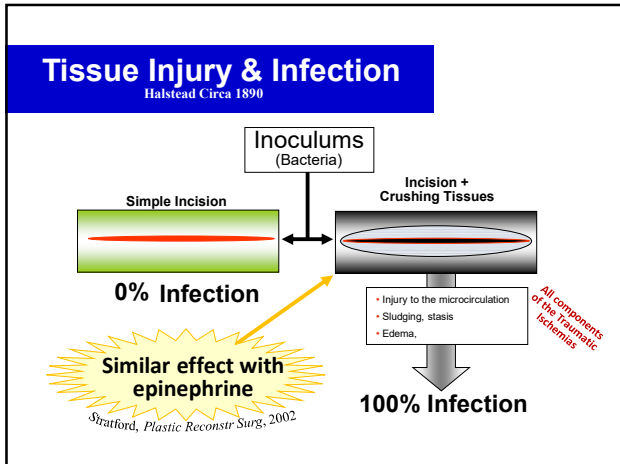 Tissue Injury & Infection
Halstead Circa 1890
Inoculums
(Bacteria)
Simple Incision
Incision +
Crushing Tissues
0% Infection
• Injury to the microcirculation
• Sludging, stasis
• Edema,
All components
of the Traumatic
Ischemias
Similar effect with
epinephrine
Stratford, Plastic Reconstr Surg, 2002
100% Infection